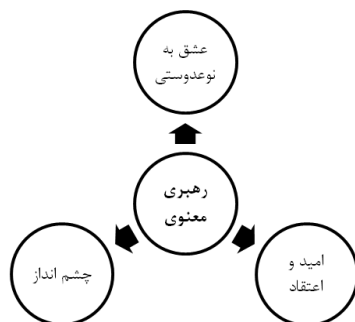 عشق به
نوعدوستی
رهبری
معنوی
امید و
اعتقاد
چشم انداز